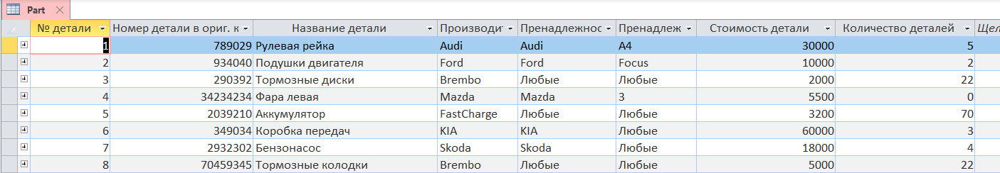 Part
№ детали Номер детали в ориг. к Название детали Производит Пренадлежнос Пренадлеж Стоимость детали Количество деталей Щел
1 789029 Рулевая рейка Audi Audi A4 30000 5
2 934040 Подушки двигателя Ford Ford Focus 10000 2
3 290392 Тормозные диски Brembo Любые Любые 2000 22
4 34234234 Фара левая Mazda Mazda 3 5500 0
5 2039210 Аккумулятор FastCharge Любые Любые 3200 70
6 349034 Коробка передач KIA KIA Любые 60000 3
7 2932302 Бензонасос Skoda Skoda Любые 18000 4
8 70459345 Тормозные колодки Brembo Любые Любые 5000 22